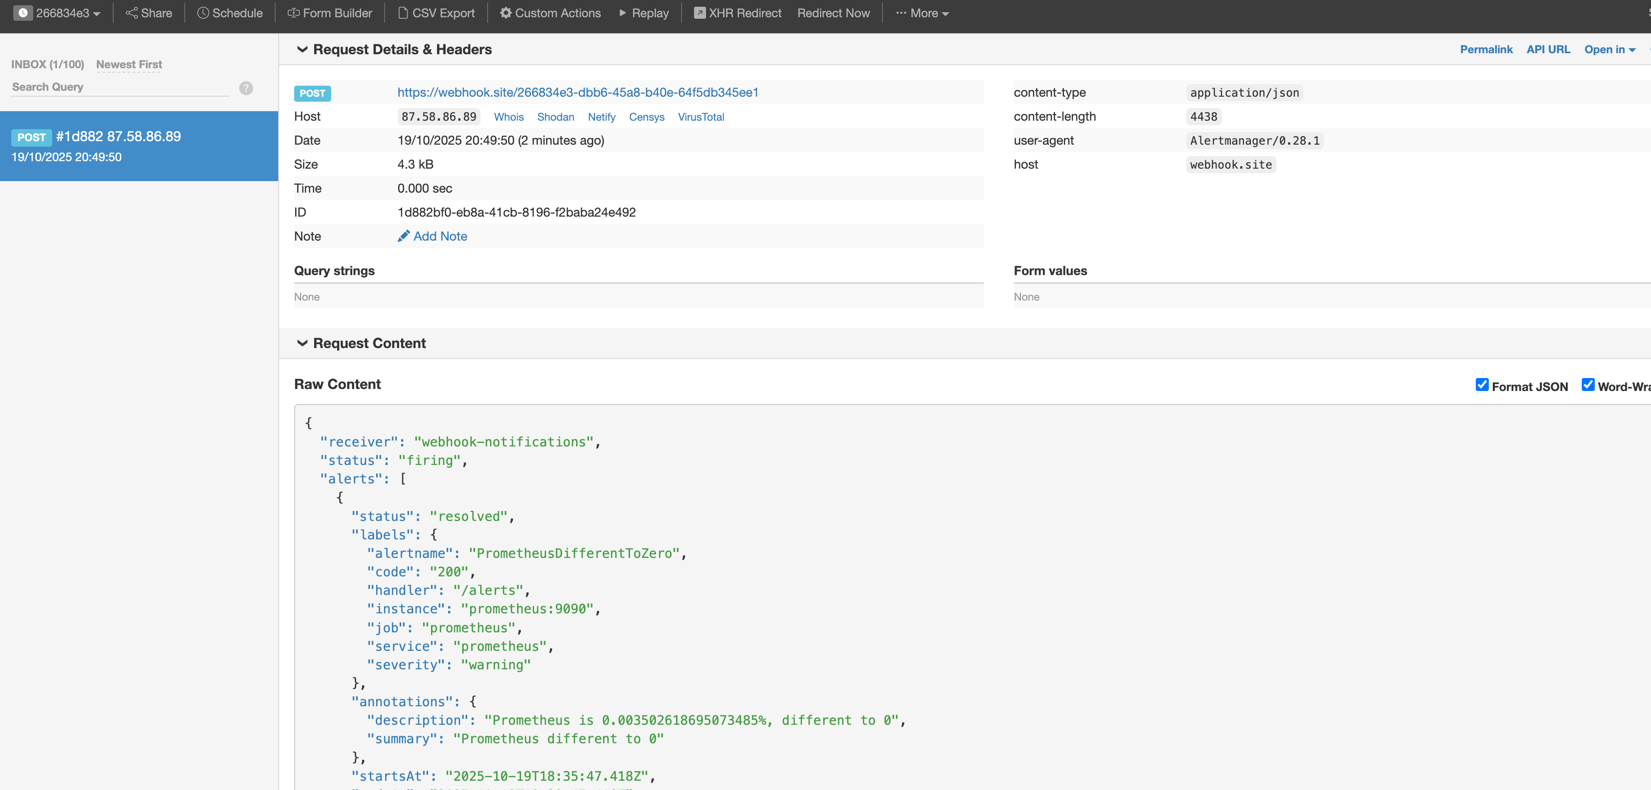 266834e3
Share
Schedule
Form Builder
CSV Export
Custom Actions
Replay
XHR Redirect
Redirect Now
··· More
INBOX (1/100) Newest First
Search Query
?
POST #1d882 87.58.86.89
19/10/2025 20:49:50
Request Details & Headers
Permalink API URL Open in
POST https://webhook.site/266834e3-dbb6-45a8-b40e-64f5db345ee1
Host 87.58.86.89 Whois Shodan Netify Censys VirusTotal
Date 19/10/2025 20:49:50 (2 minutes ago)
Size 4.3 kB
Time 0.000 sec
ID 1d882bf0-eb8a-41cb-8196-f2baba24e492
Note Add Note
content-type application/json
content-length 4438
user-agent Alertmanager/0.28.1
host webhook.site
Query strings
None
Form values
None
Request Content
Raw Content
Format JSON Word-Wra
{
"receiver": "webhook-notifications",
"status": "firing",
"alerts": [
{
"status": "resolved",
"labels": {
"alertname": "PrometheusDifferentToZero",
"code": "200",
"handler": "/alerts",
"instance": "prometheus:9090",
"job": "prometheus",
"service": "prometheus",
"severity": "warning"
},
"annotations": {
"description": "Prometheus is 0.003502618695073485%, different to 0",
"summary": "Prometheus different to 0"
},
"startsAt": "2025-10-19T18:35:47.418Z",